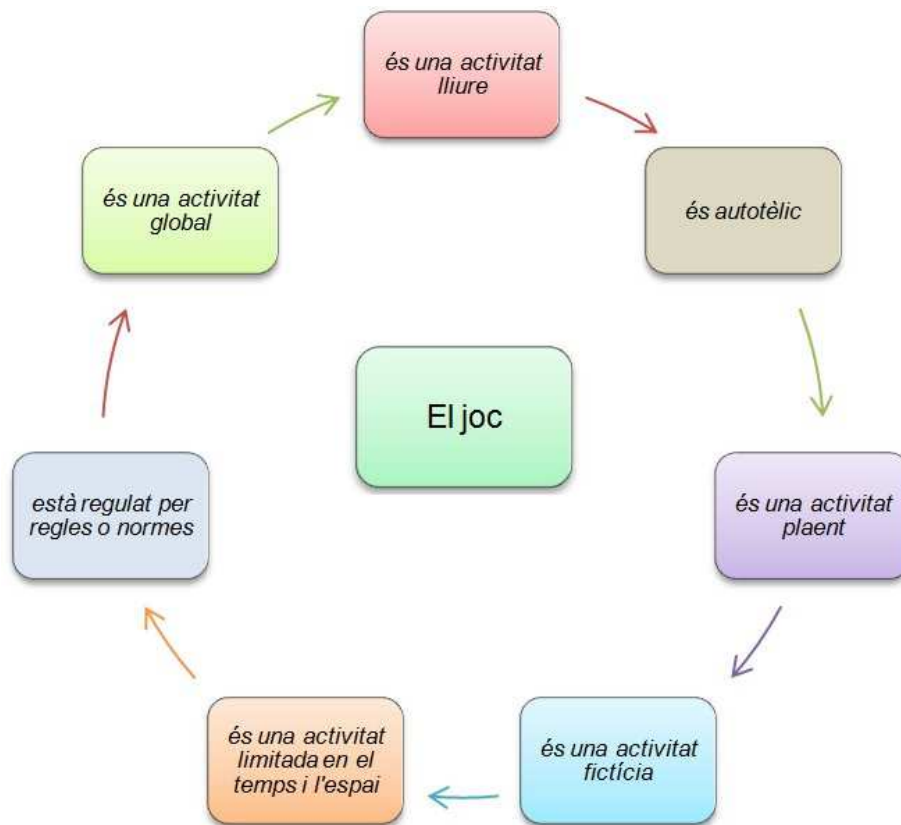 és una activitat
lliure
és autotèlic
és una activitat
plaent
és una activitat
fictícia
és una activitat
limitada en el
temps i l'espai
està regulat per
regles o normes
és una activitat
global
El joc